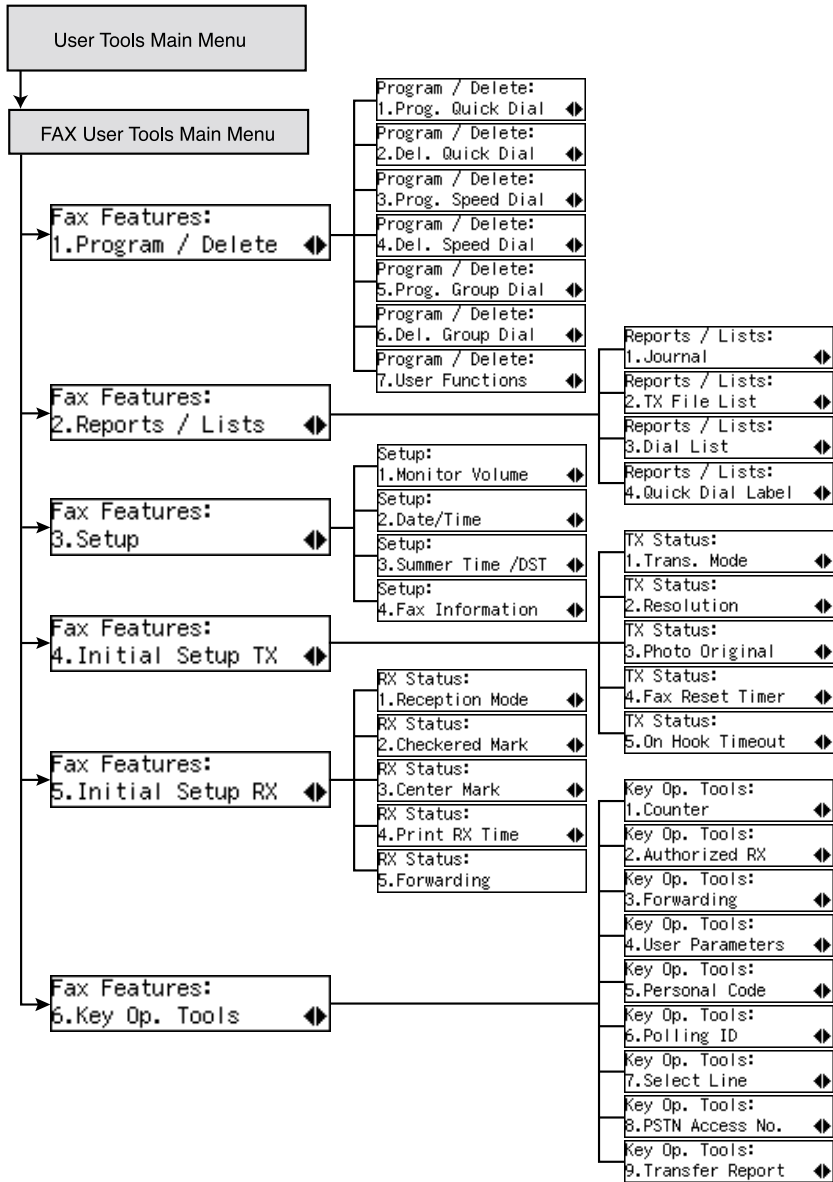 User Tools Main Menu
FAX User Tools Main Menu
Fax Features:
1.Program / Delete
Program / Delete:
1.Prog. Quick Dial
Program / Delete:
2.Del. Quick Dial
Program / Delete:
3.Prog. Speed Dial
Program / Delete:
4.Del. Speed Dial
Program / Delete:
5.Prog. Group Dial
Program / Delete:
6.Del. Group Dial
Program / Delete:
7.User Functions
Fax Features:
2.Reports / Lists
Reports / Lists:
1.Journal
Reports / Lists:
2.TX File List
Reports / Lists:
3.Dial List
Reports / Lists:
4.Quick Dial Label
Fax Features:
3.Setup
Setup:
1.Monitor Volume
Setup:
2.Date/Time
Setup:
3.Summer Time /DST
Setup:
4.Fax Information
Fax Features:
4.Initial Setup TX
TX Status:
1.Trans. Mode
TX Status:
2.Resolution
TX Status:
3.Photo Original
TX Status:
4.Fax Reset Timer
TX Status:
5.On Hook Timeout
Fax Features:
5.Initial Setup RX
RX Status:
1.Reception Mode
RX Status:
2.Checkered Mark
RX Status:
3.Center Mark
RX Status:
4.Print RX Time
RX Status:
5.Forwarding
Fax Features:
6.Key Op. Tools
Key Op. Tools:
1.Counter
Key Op. Tools:
2.Authorized RX
Key Op. Tools:
3.Forwarding
Key Op. Tools:
4.User Parameters
Key Op. Tools:
5.Personal Code
Key Op. Tools:
6.Polling ID
Key Op. Tools:
7.Select Line
Key Op. Tools:
8.PSTN Access No.
Key Op. Tools:
9.Transfer Report